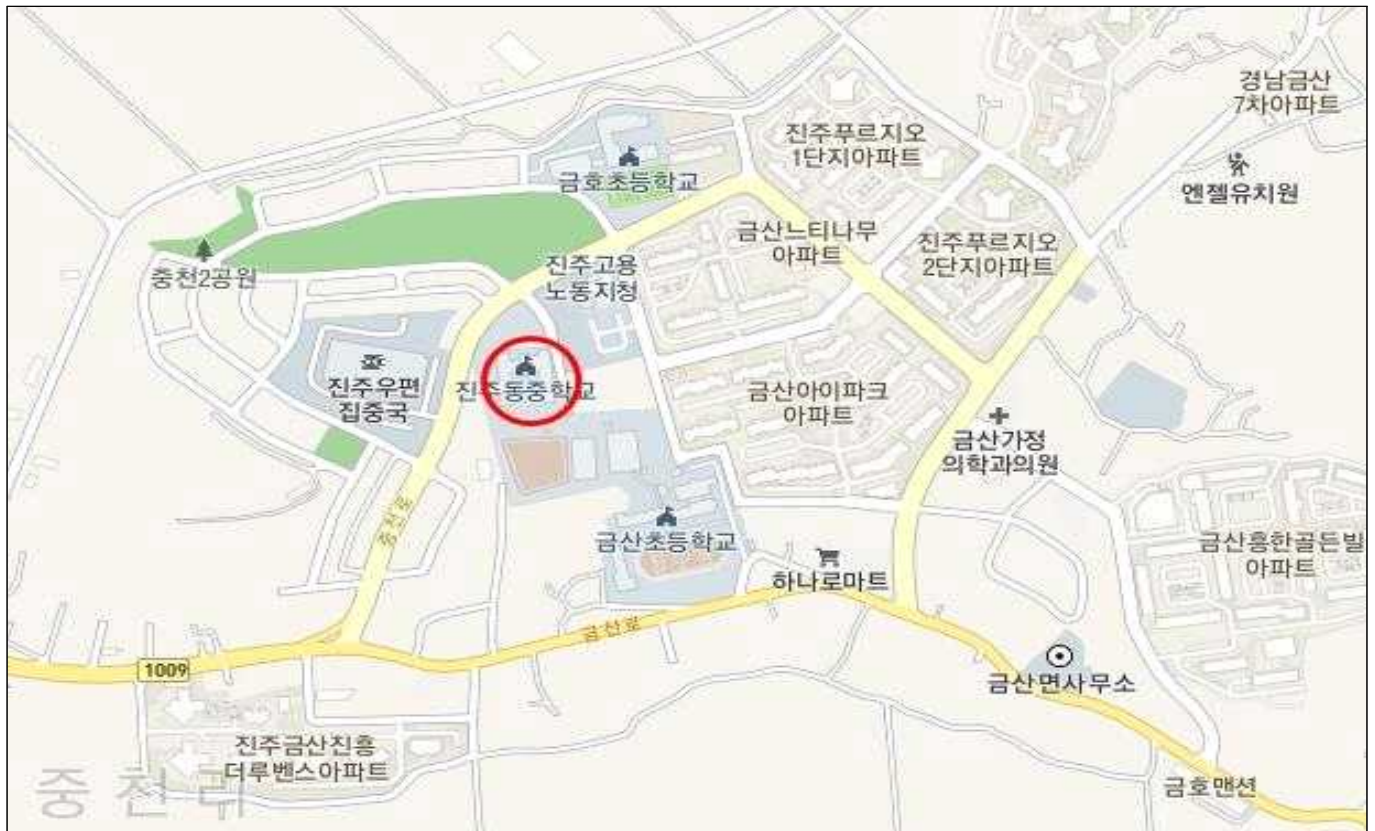 경남금산
7차아파트
진주푸르지오
1단지아파트
금호초등학교
엔젤유치원
금산느티나무
아파트
진주푸르지오
2단지아파트
중천2공원
진주고용
노동지청
진주우편
집중국
진주동중학교
금산아이파크
아파트
금산가정
의학과의원
중천로
금산초등학교
하나로마트
금산흥한골든빌
아파트
금산로
1009
금산면사무소
진주금산진흥
더루벤스아파트
금호맨션
중천리